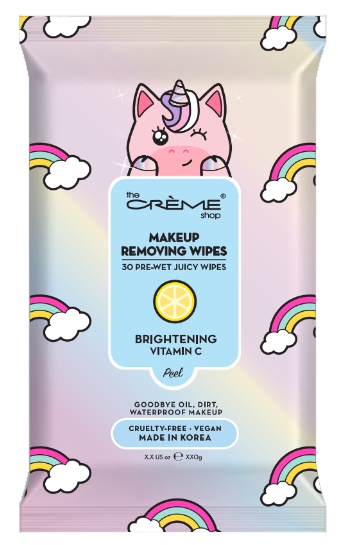 the
CRÈME®
shop
MAKEUP
REMOVING WIPES
30 PRE-WET JUICY WIPES
BRIGHTENING
VITAMIN C
Peel
GOODBYE OIL, DIRT,
WATERPROOF MAKEUP
CRUELTY-FREE • VEGAN
MADE IN KOREA
X.X US oz ℮ XX0g